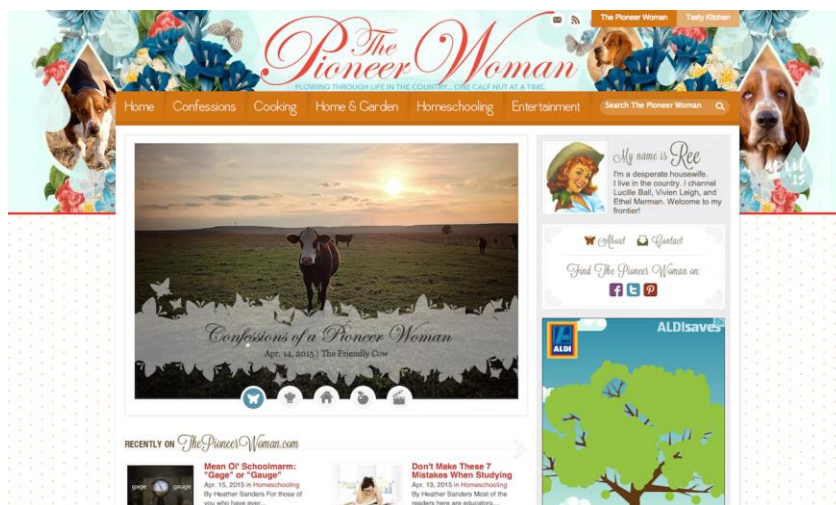 The Pioneer Woman
Tasty Kitchen
The
Pioneer Woman
PLOWING THROUGH LIFE IN THE COUNTRY... ONE CALF NUT AT A TIME.
Home
Confessions
Cooking
Home & Garden
Homeschooling
Entertainment
Search The Pioneer Woman
april
'15
My name is Ree
I'm a desperate housewife.
I live in the country. I channel
Lucille Ball, Vivien Leigh, and
Ethel Merman. Welcome to my
frontier!
About
Contact
Find The Pioneer Woman on:
Confessions of a Pioneer Woman
Apr. 14, 2015 | The Friendly Cow
ALDI
ALDIsaves
RECENTLY ON ThePioneerWoman.com
gage
gauge
Mean Ol' Schoolmarm:
"Gage" or "Gauge"
Apr. 15, 2015 in Homeschooling
By Heather Sanders For those of
you who have ever...
Don't Make These 7
Mistakes When Studying
Apr. 13, 2015 in Homeschooling
By Heather Sanders Most of the
readers here are educators,...